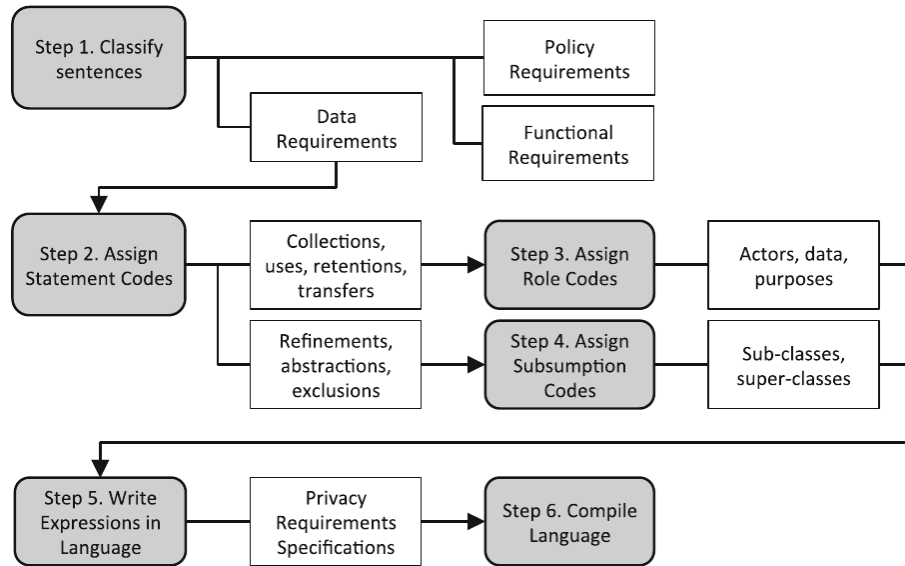 Step 1. Classify
sentences
Policy
Requirements
Data
Requirements
Functional
Requirements
Step 2. Assign
Statement Codes
Collections,
uses, retentions,
transfers
Step 3. Assign
Role Codes
Actors, data,
purposes
Refinements,
abstractions,
exclusions
Step 4. Assign
Subsumption
Codes
Sub-classes,
super-classes
Step 5. Write
Expressions in
Language
Privacy
Requirements
Specifications
Step 6. Compile
Language